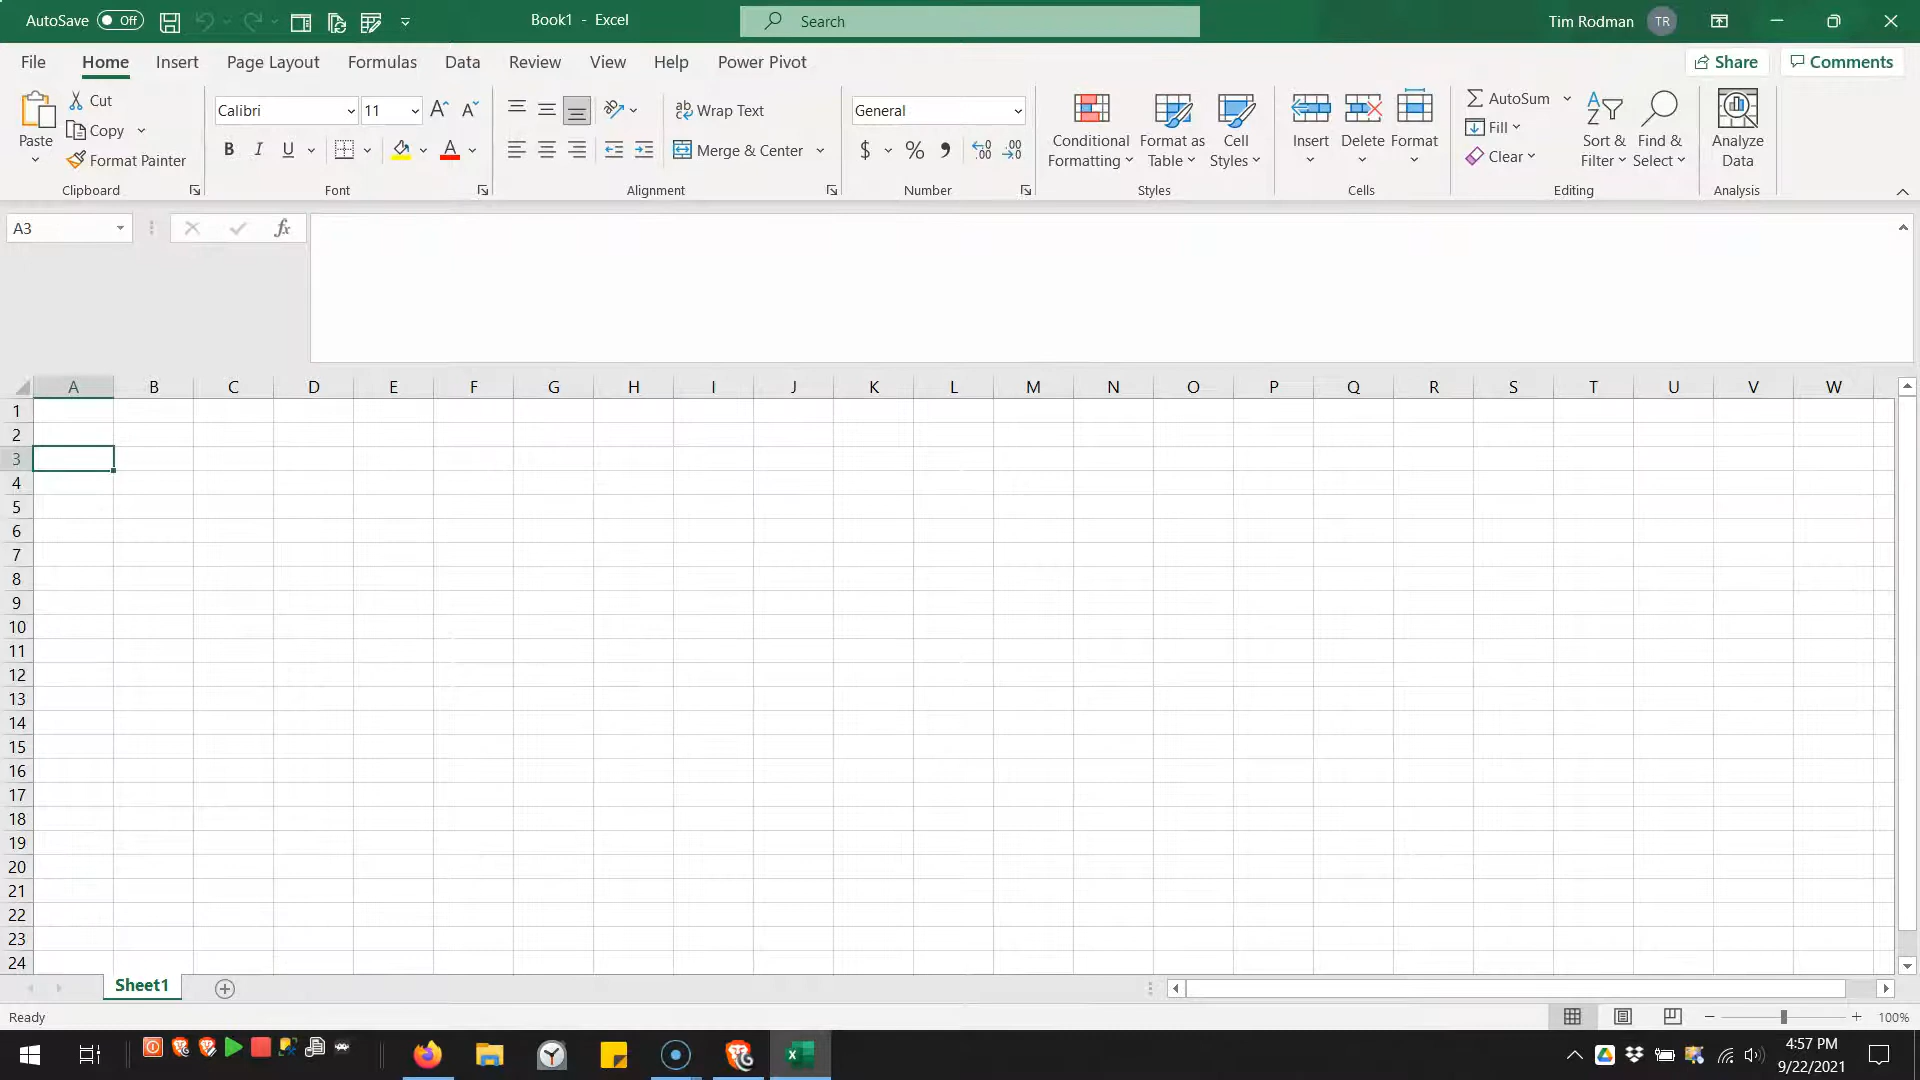 AutoSave Off Book1 - Excel Search Tim Rodman TR
File Home Insert Page Layout Formulas Data Review View Help Power Pivot Share Comments
Paste Cut
Copy
Format Painter
Clipboard
Calibri 11
B I U A
Font
ab Wrap Text
Merge & Center
Alignment
General
$ % 9 .00 .00
Number
Conditional Formatting
Format as Table
Cell Styles
Styles
Insert Delete Format
Cells
AutoSum
Fill
Clear
Sort & Filter
Find & Select
Editing
Analyze Data
Analysis
A3 fx
A B C D E F G H I J K L M N O P Q R S T U V W
1
2
3
4
5
6
7
8
9
10
11
12
13
14
15
16
17
18
19
20
21
22
23
24
Sheet1
Ready 100%
4:57 PM
9/22/2021